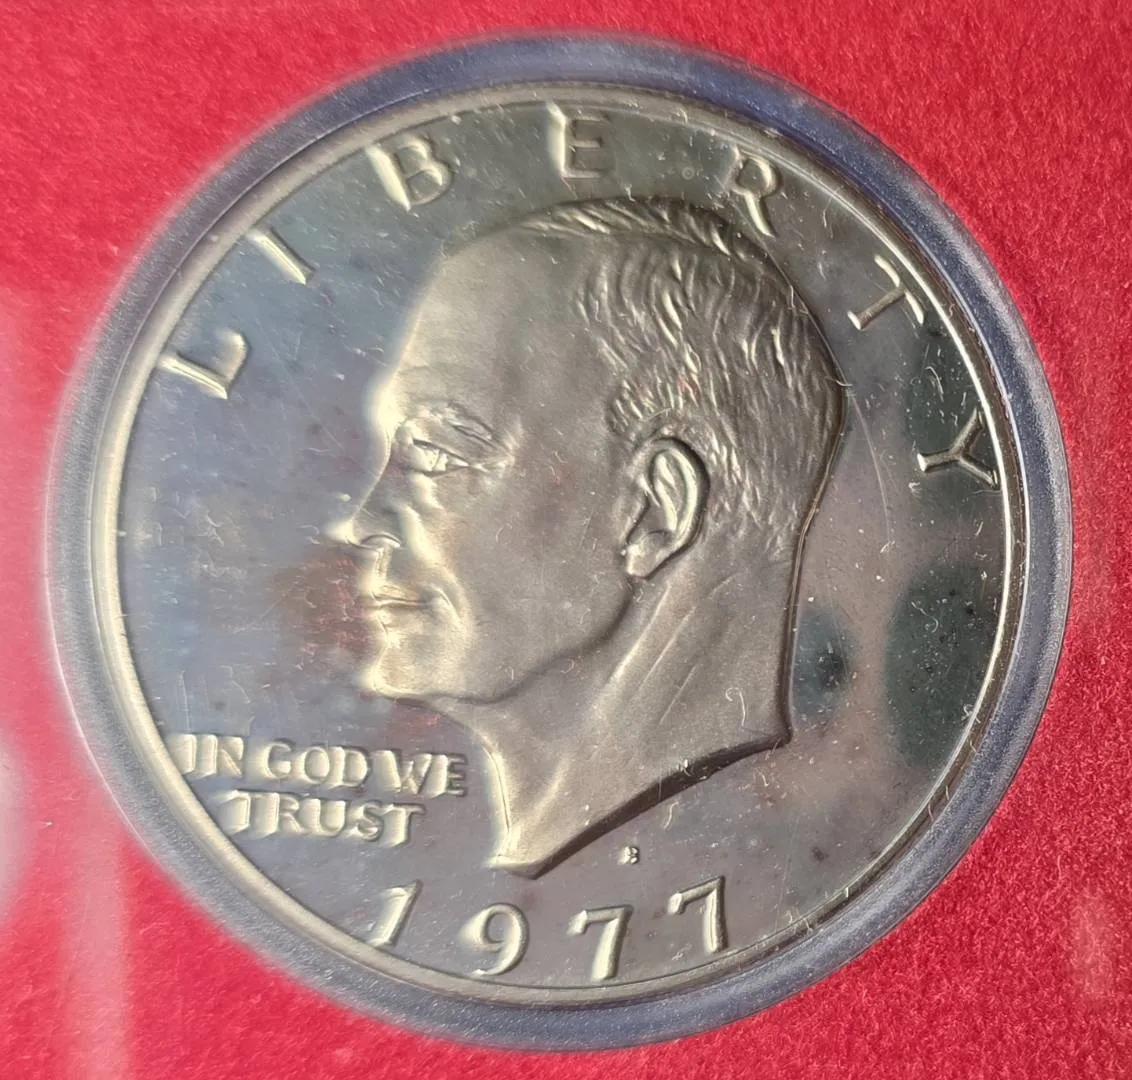 LIBERTY
IN GOD WE
TRUST
1977